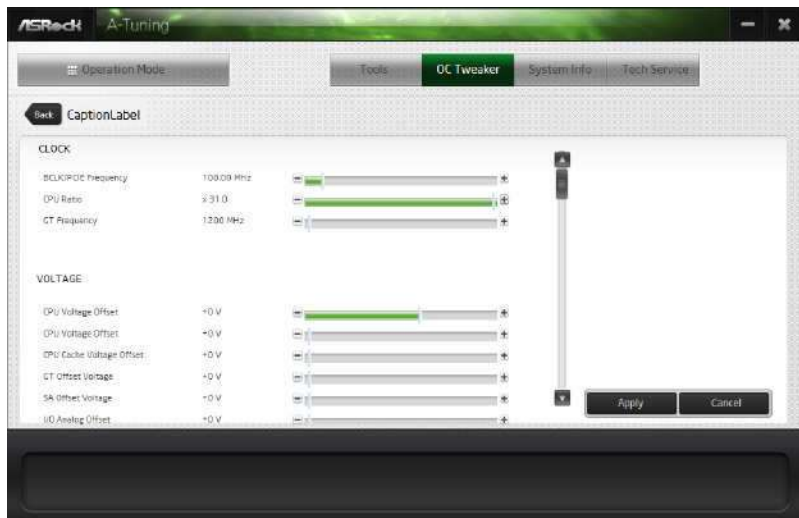 ASRock A-Tuning
Operation Mode Tools OC Tweaker System Info Tech Service
Back CaptionLabel
CLOCK
BCLK/PCIE Frequency 100.00 MHz
CPU Ratio x 31.0
GT Frequency 1200 MHz
VOLTAGE
CPU Voltage Offset +0 V
CPU Voltage Offset +0 V
CPU Cache Voltage Offset +0 V
GT Offset Voltage +0 V
SA Offset Voltage +0 V
I/O Analog Offset +0 V
Apply Cancel